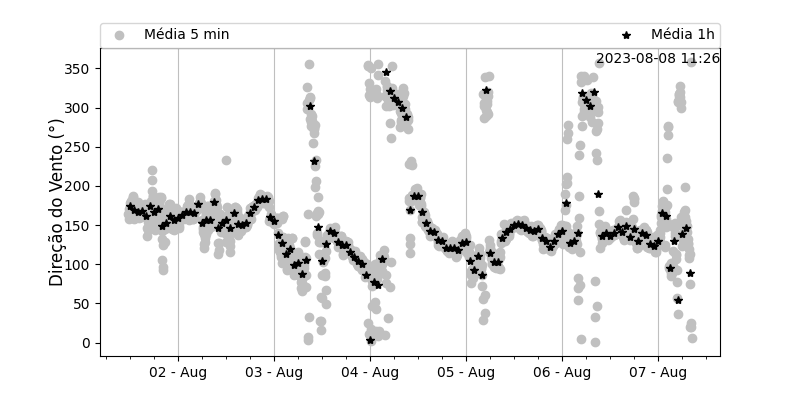 Média 5 min
Média 1h
2023-08-08 11:26
Direção do Vento (°)
350
300
250
200
150
100
50
0
02 - Aug
03 - Aug
04 - Aug
05 - Aug
06 - Aug
07 - Aug